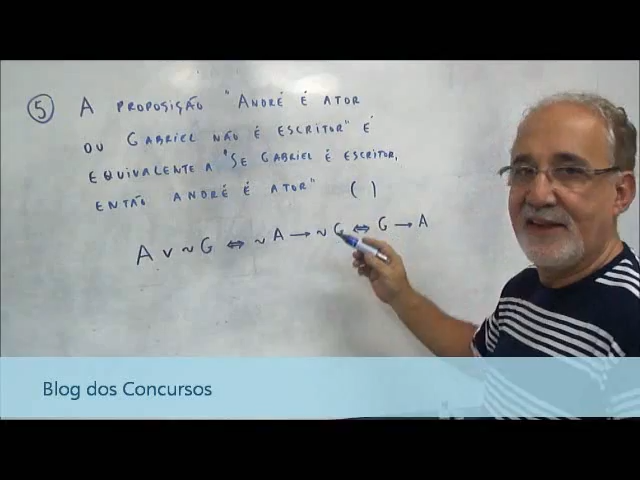 5 A PROPOSIÇÃO "ANDRÉ É ATOR
OU GABRIEL NÃO É ESCRITOR" É
EQUIVALENTE A "SE GABRIEL É ESCRITOR,
ENTÃO ANDRÉ É ATOR" ( )
A v ~G ⇔ ~A → ~G ⇔ G → A
Blog dos Concursos